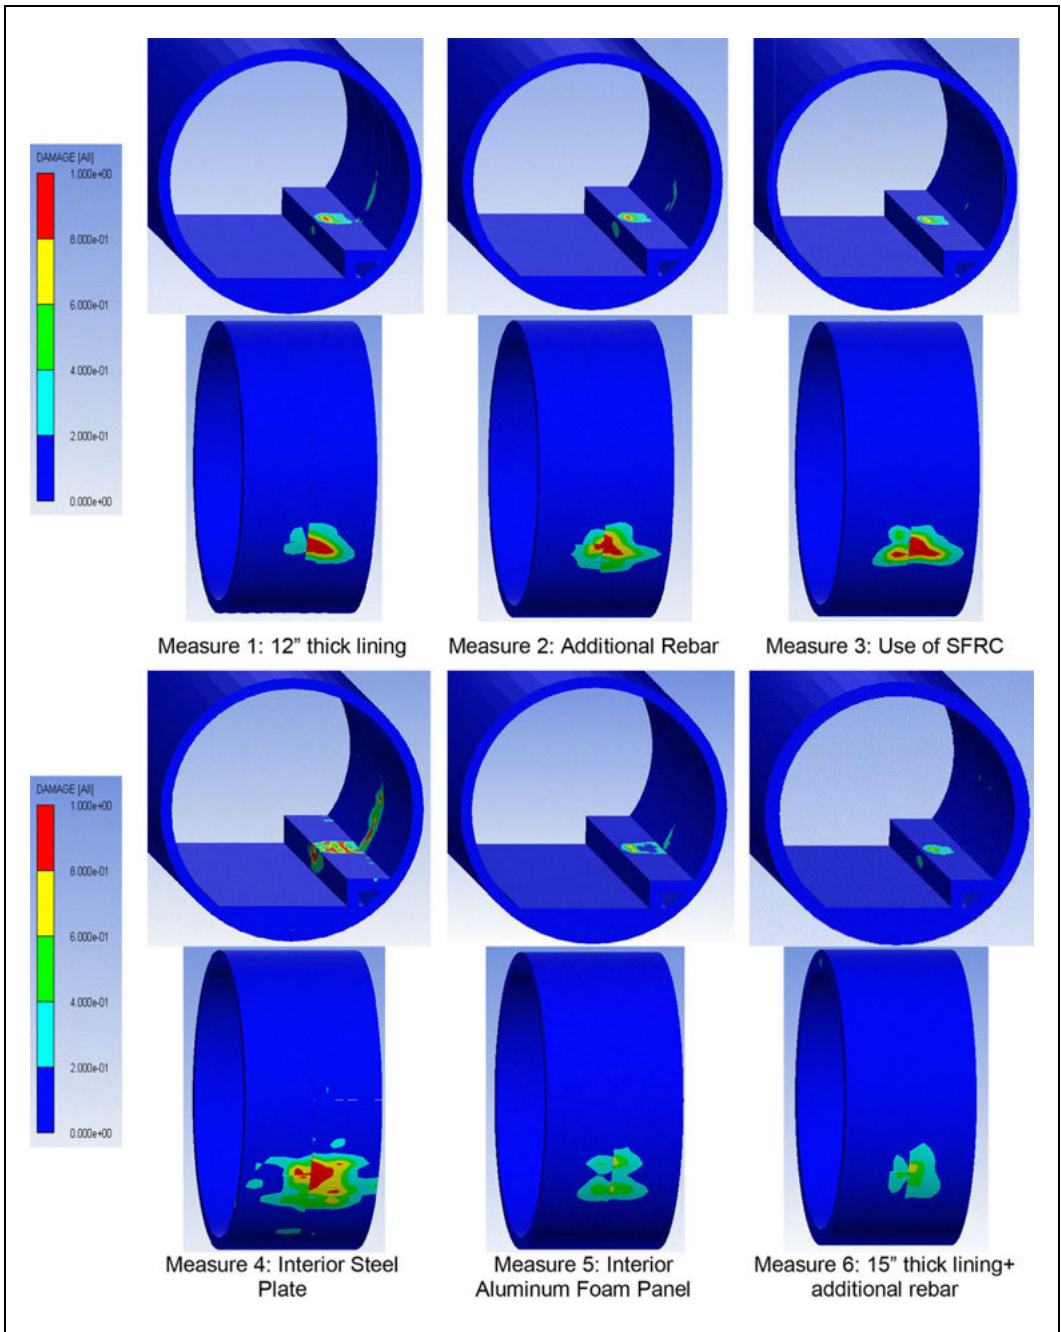 DAMAGE [All]
1.000e+00
8.000e-01
6.000e-01
4.000e-01
2.000e-01
0.000e+00
Measure 1: 12” thick lining
Measure 2: Additional Rebar
Measure 3: Use of SFRC
DAMAGE [All]
1.000e+00
8.000e-01
6.000e-01
4.000e-01
2.000e-01
0.000e+00
Measure 4: Interior Steel
Plate
Measure 5: Interior
Aluminum Foam Panel
Measure 6: 15” thick lining+
additional rebar